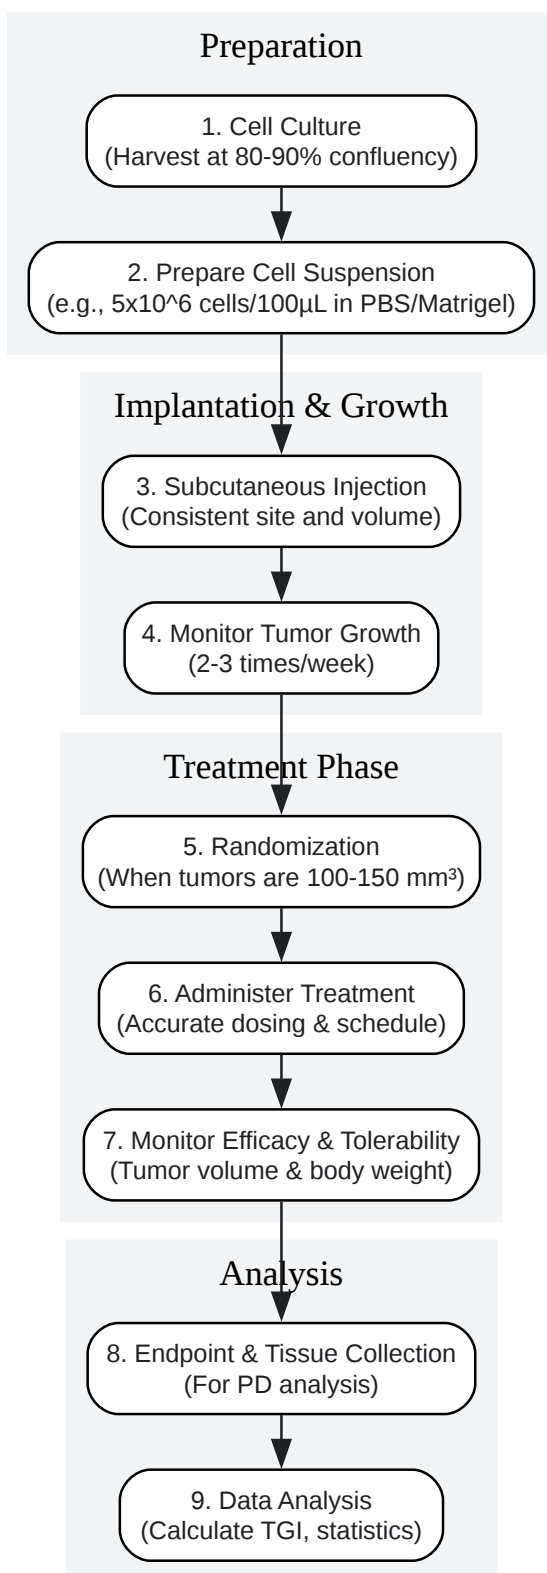 Preparation
1. Cell Culture
(Harvest at 80-90% confluency)
2. Prepare Cell Suspension
(e.g., 5x10^6 cells/100µL in PBS/Matrigel)
Implantation & Growth
3. Subcutaneous Injection
(Consistent site and volume)
4. Monitor Tumor Growth
(2-3 times/week)
Treatment Phase
5. Randomization
(When tumors are 100-150 mm³)
6. Administer Treatment
(Accurate dosing & schedule)
7. Monitor Efficacy & Tolerability
(Tumor volume & body weight)
Analysis
8. Endpoint & Tissue Collection
(For PD analysis)
9. Data Analysis
(Calculate TGI, statistics)